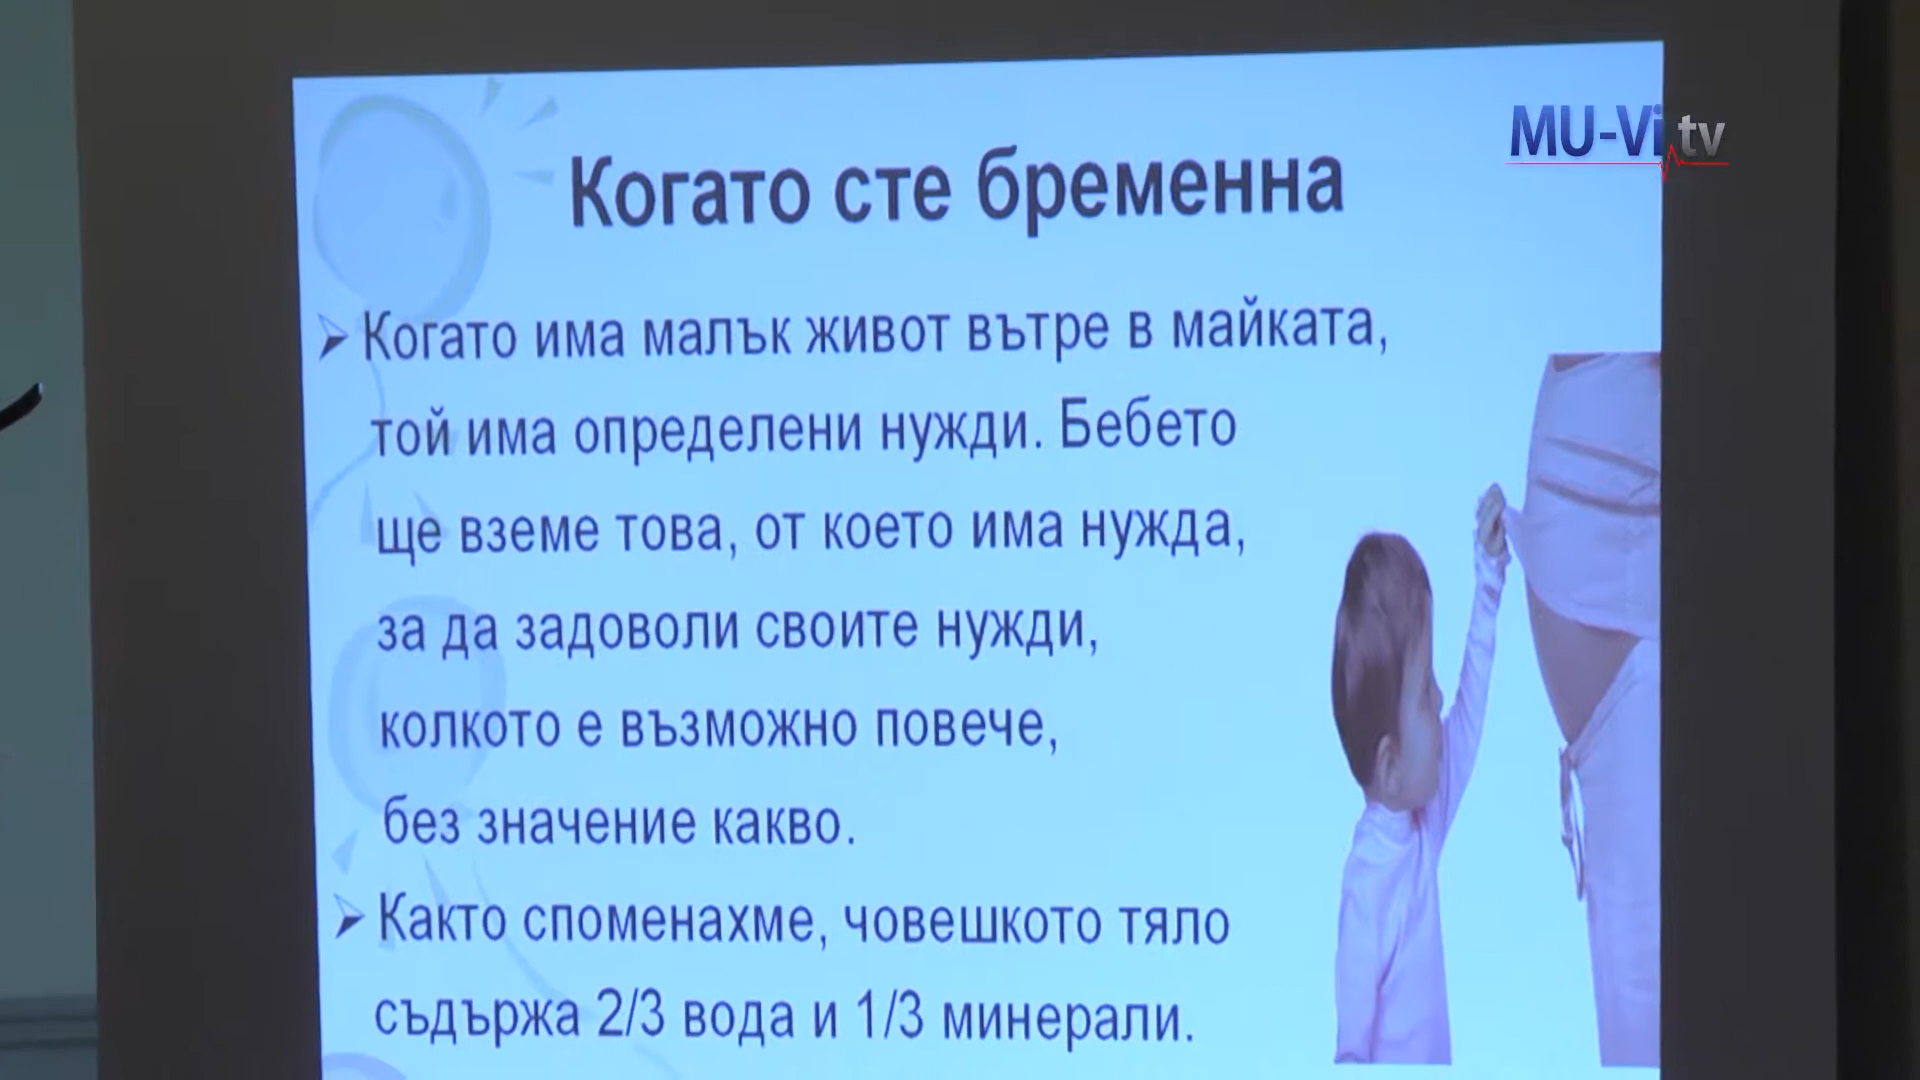 MU-Vi.tv
Когато сте бременна
Когато има малък живот вътре в майката,
той има определени нужди. Бебето
ще вземе това, от което има нужда,
за да задоволи своите нужди,
колкото е възможно повече,
без значение какво.
Както споменахме, човешкото тяло
съдържа 2/3 вода и 1/3 минерали.